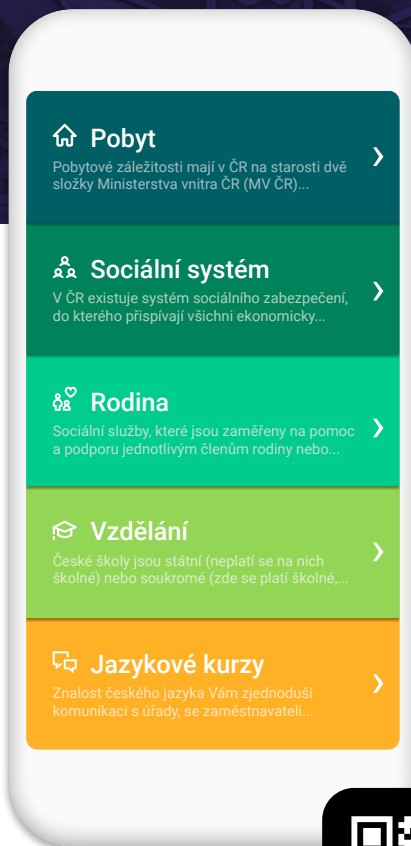 Pobyt
Pobytové záležitosti mají v ČR na starosti dvě
složky Ministerstva vnitra ČR (MV ČR)...
Sociální systém
V ČR existuje systém sociálního zabezpečení,
do kterého přispívají všichni ekonomicky...
Rodina
Sociální služby, které jsou zaměřeny na pomoc
a podporu jednotlivým členům rodiny nebo...
Vzdělání
České školy jsou státní (neplatí se na nich
školné) nebo soukromé (zde se platí školné,...
Jazykové kurzy
Znalost českého jazyka Vám zjednoduší
komunikaci s úřady, se zaměstnavateli...